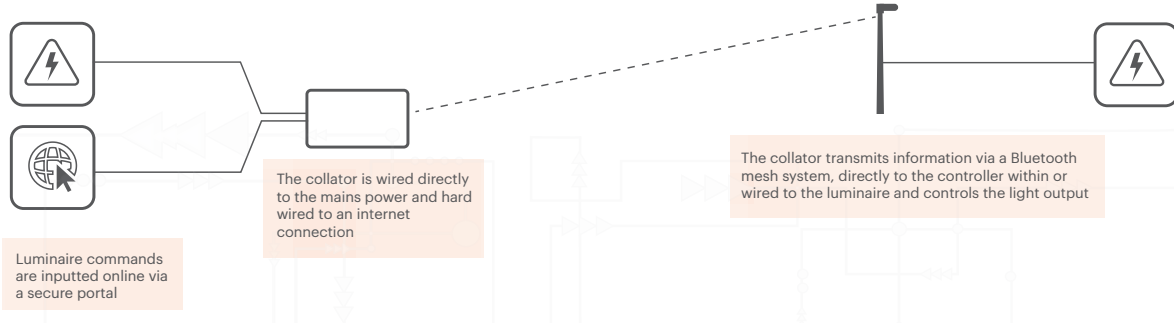 The collator is wired directly
to the mains power and hard
wired to an internet
connection
The collator transmits information via a Bluetooth
mesh system, directly to the controller within or
wired to the luminaire and controls the light output
Luminaire commands
are inputted online via
a secure portal